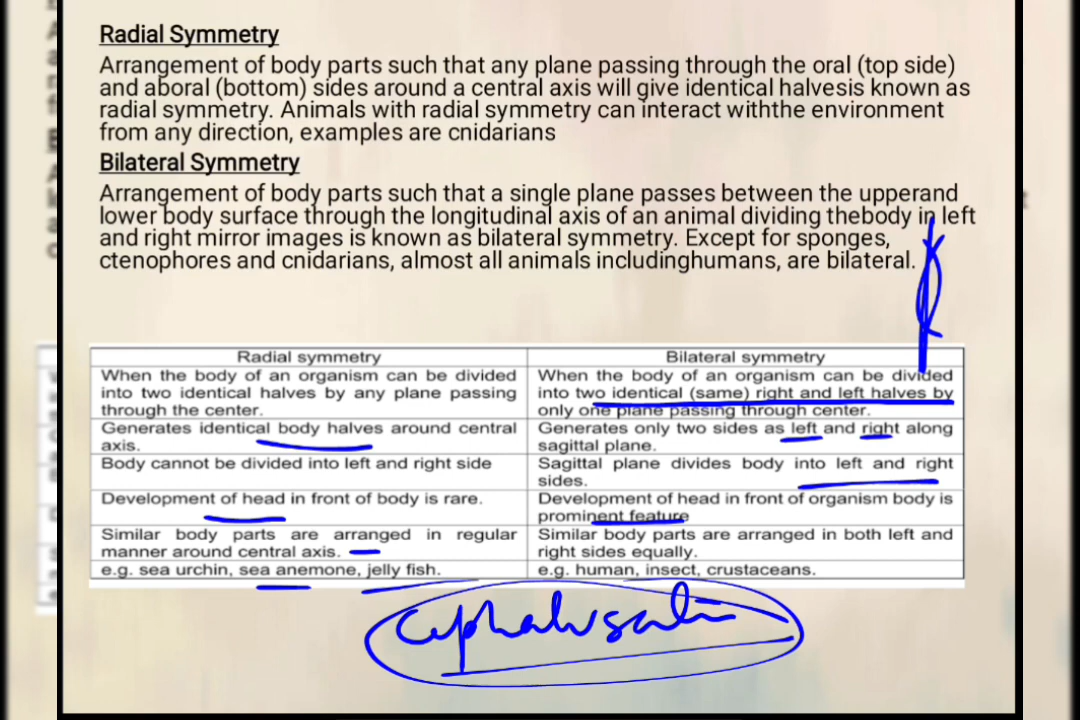 Radial Symmetry
Arrangement of body parts such that any plane passing through the oral (top side)
and aboral (bottom) sides around a central axis will give identical halvesis known as
radial symmetry. Animals with radial symmetry can interact withthe environment
from any direction, examples are cnidarians
Bilateral Symmetry
Arrangement of body parts such that a single plane passes between the upperand
lower body surface through the longitudinal axis of an animal dividing thebody in left
and right mirror images is known as bilateral symmetry. Except for sponges,
ctenophores and cnidarians, almost all animals includinghumans, are bilateral.
Radial symmetry
Bilateral symmetry
When the body of an organism can be divided
into two identical halves by any plane passing
through the center.
When the body of an organism can be divided
into two identical (same) right and left halves by
only one plane passing through center.
Generates identical body halves around central
axis.
Generates only two sides as left and right along
sagittal plane.
Body cannot be divided into left and right side
Sagittal plane divides body into left and right
sides.
Development of head in front of body is rare.
Development of head in front of organism body is
prominent feature
Similar body parts are arranged in regular
manner around central axis.
Similar body parts are arranged in both left and
right sides equally.
e.g. sea urchin, sea anemone, jelly fish.
e.g. human, insect, crustaceans.